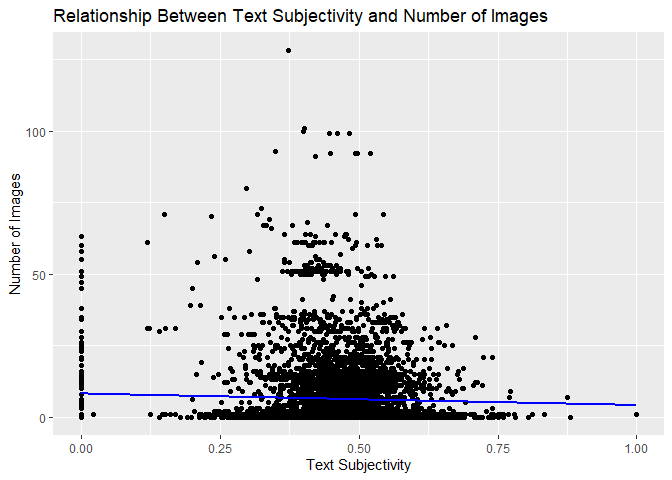 Relationship Between Text Subjectivity and Number of Images
Number of Images
100
50
0
0.00 0.25 0.50 0.75 1.00
Text Subjectivity